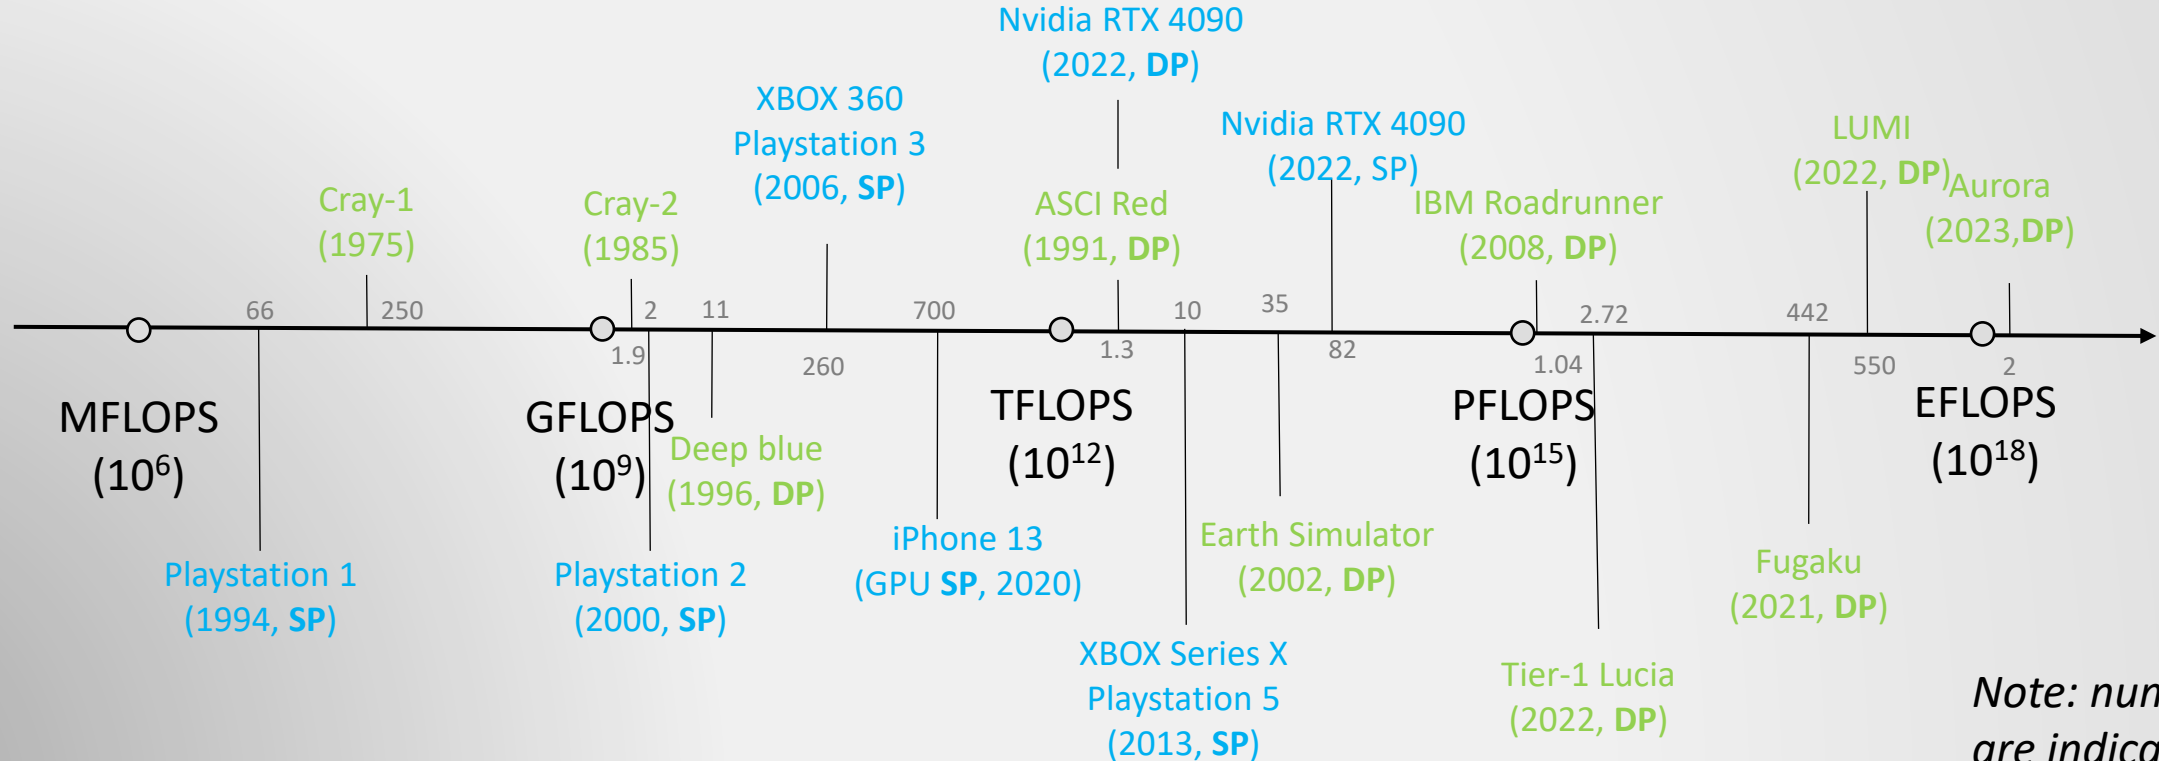 Nvidia RTX 4090
(2022, DP)
XBOX 360
Playstation 3
(2006, SP)
Nvidia RTX 4090
(2022, SP)
LUMI
(2022, DP)
Aurora
(2023,DP)
Cray-1
(1975)
Cray-2
(1985)
ASCI Red
(1991, DP)
IBM Roadrunner
(2008, DP)
66
250
2
11
700
10
35
2.72
442
1.9
260
1.3
82
1.04
550
2
MFLOPS
(10⁶)
GFLOPS
(10⁹)
TFLOPS
(10¹²)
PFLOPS
(10¹⁵)
EFLOPS
(10¹⁸)
Deep blue
(1996, DP)
Playstation 1
(1994, SP)
Playstation 2
(2000, SP)
iPhone 13
(GPU SP, 2020)
Earth Simulator
(2002, DP)
Fugaku
(2021, DP)
XBOX Series X
Playstation 5
(2013, SP)
Tier-1 Lucia
(2022, DP)
Note:
are